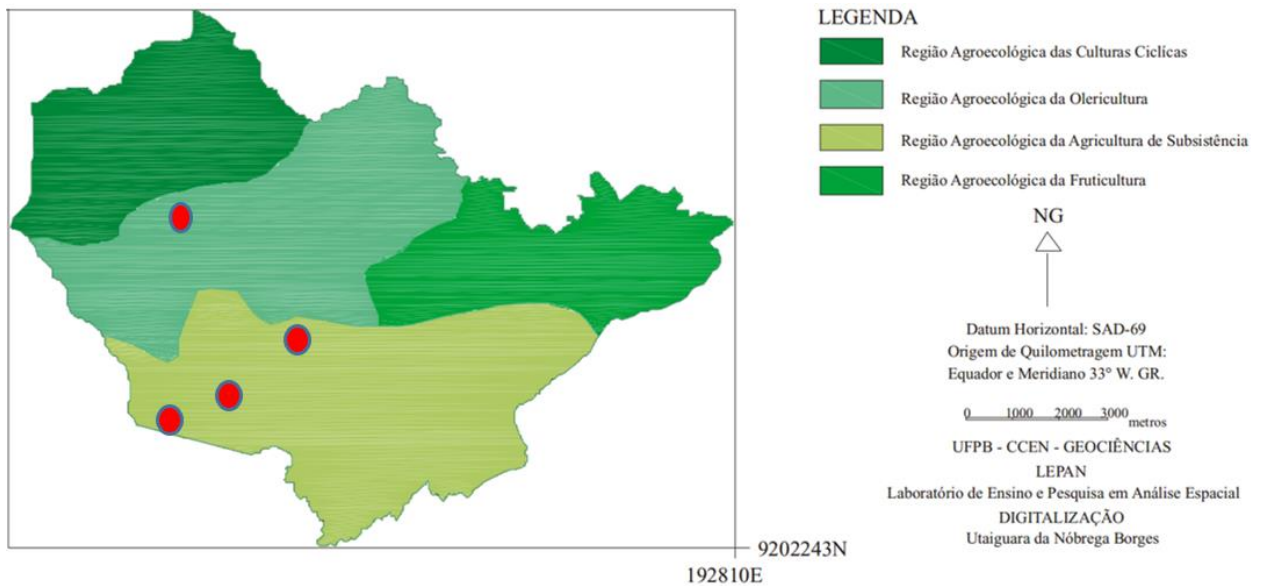 LEGENDA
Região Agroecológica das Culturas Ciclícas
Região Agroecológica da Olericultura
Região Agroecológica da Agricultura de Subsistência
Região Agroecológica da Fruticultura
NG
Datum Horizontal: SAD-69
Origem de Quilometragem UTM:
Equador e Meridiano 33° W. GR.
0 1000 2000 3000 metros
UFPB - CCEN - GEOCIÊNCIAS
LEPAN
Laboratório de Ensino e Pesquisa em Análise Espacial
DIGITALIZAÇÃO
Utaiguara da Nóbrega Borges
9202243N
192810E